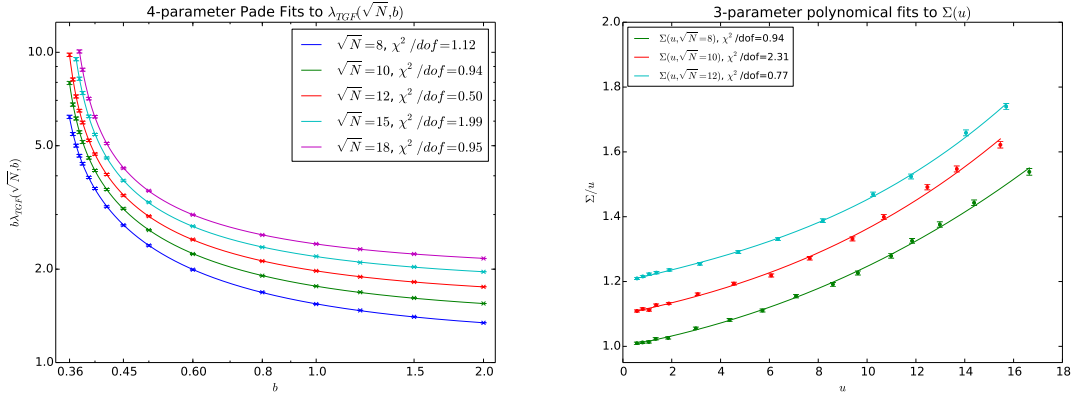 4-parameter Pade Fits to λ_TGF(√N,b)
10.0
5.0
2.0
1.0
bλ_TGF(√N,b)
√N=8, χ²/dof=1.12
√N=10, χ²/dof=0.94
√N=12, χ²/dof=0.50
√N=15, χ²/dof=1.99
√N=18, χ²/dof=0.95
0.36 0.45 0.60 0.80 1.0 1.5 2.0
b
3-parameter polynomical fits to Σ(u)
2.0
1.8
1.6
1.4
1.2
1.0
Σ/u
Σ(u,√N=8), χ²/dof=0.94
Σ(u,√N=10), χ²/dof=2.31
Σ(u,√N=12), χ²/dof=0.77
0 2 4 6 8 10 12 14 16 18
u